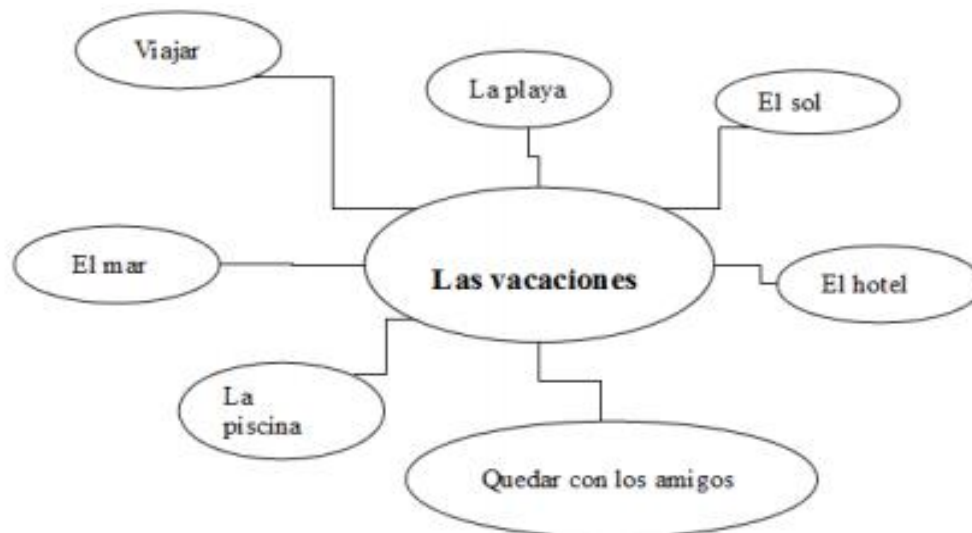 Viajar
La playa
El sol
El mar
Las vacaciones
El hotel
La
piscina
Quedar con los amigos